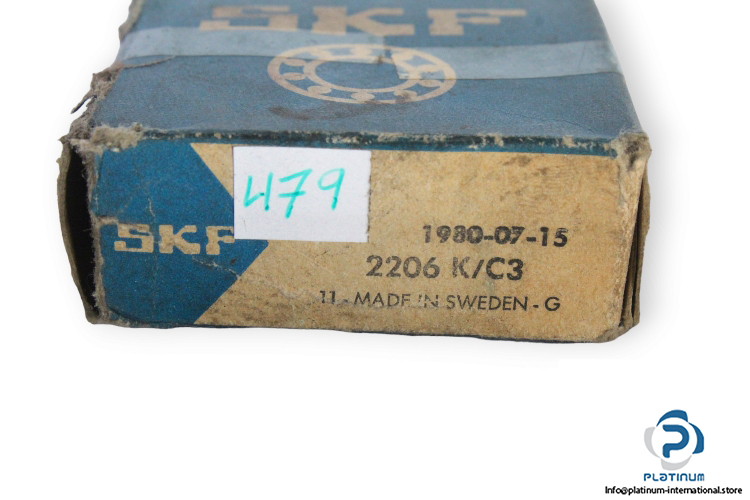 SKF
479
SKF
1980-07-15
2206 K/C3
11 - MADE IN SWEDEN - G
PLATINUM
Info@platinum-international.store